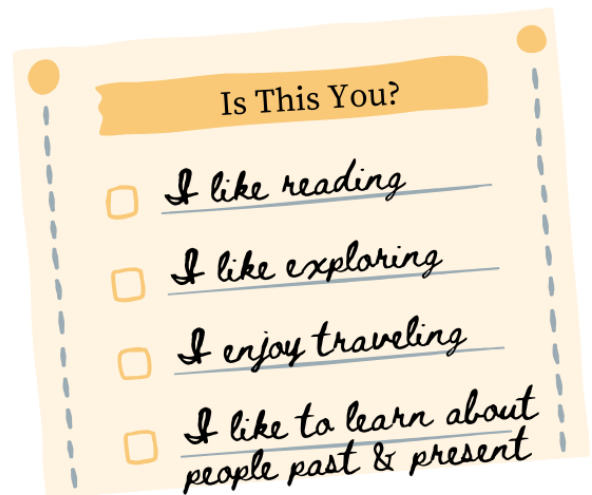 Is This You?
I like reading
I like exploring
I enjoy traveling
I like to learn about
people past & present